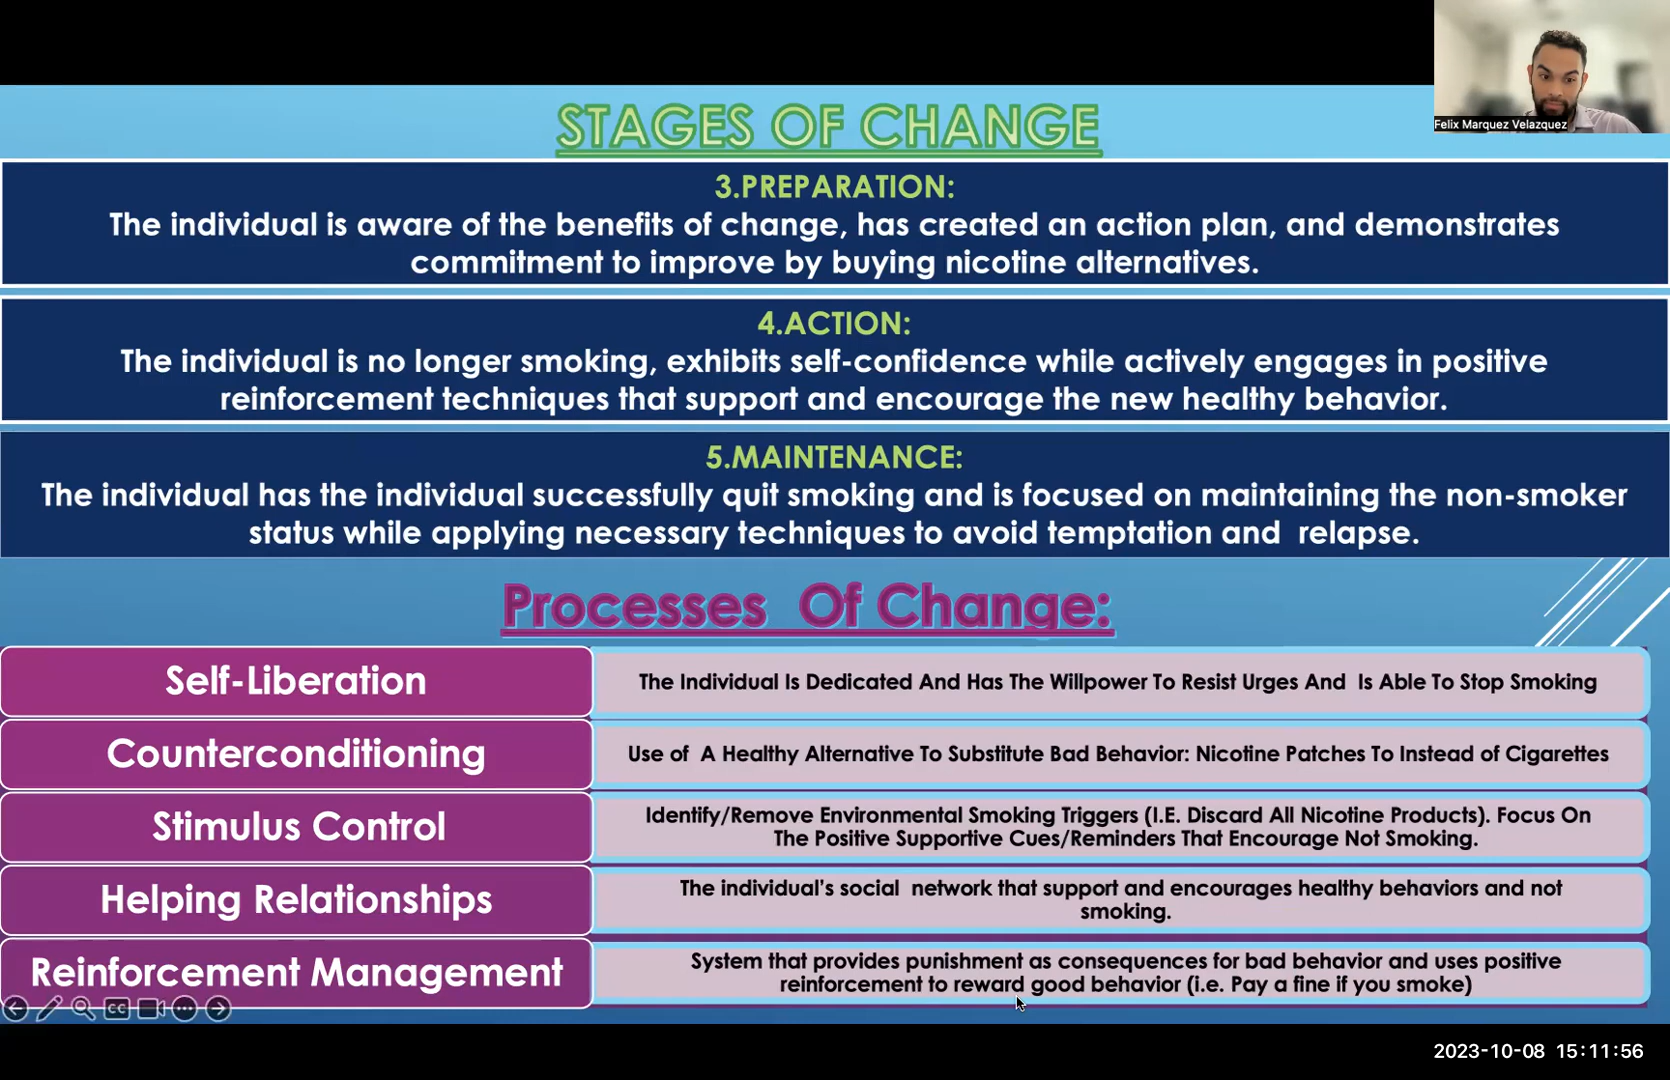 STAGES OF CHANGE
Felix Marquez Velazquez
3.PREPARATION:
The individual is aware of the benefits of change, has created an action plan, and demonstrates
commitment to improve by buying nicotine alternatives.
4.ACTION:
The individual is no longer smoking, exhibits self-confidence while actively engages in positive
reinforcement techniques that support and encourage the new healthy behavior.
5.MAINTENANCE:
The individual has the individual successfully quit smoking and is focused on maintaining the non-smoker
status while applying necessary techniques to avoid temptation and  relapse.
Processes  Of Change:
Self-Liberation
The Individual Is Dedicated And Has The Willpower To Resist Urges And  Is Able To Stop Smoking
Counterconditioning
Use of  A Healthy Alternative To Substitute Bad Behavior: Nicotine Patches To Instead of Cigarettes
Stimulus Control
Identify/Remove Environmental Smoking Triggers (I.E. Discard All Nicotine Products). Focus On
The Positive Supportive Cues/Reminders That Encourage Not Smoking.
Helping Relationships
The individual's social  network that support and encourages healthy behaviors and not
smoking.
Reinforcement Management
System that provides punishment as consequences for bad behavior and uses positive
reinforcement to reward good behavior (i.e. Pay a fine if you smoke)
CC
2023-10-08 15:11:56